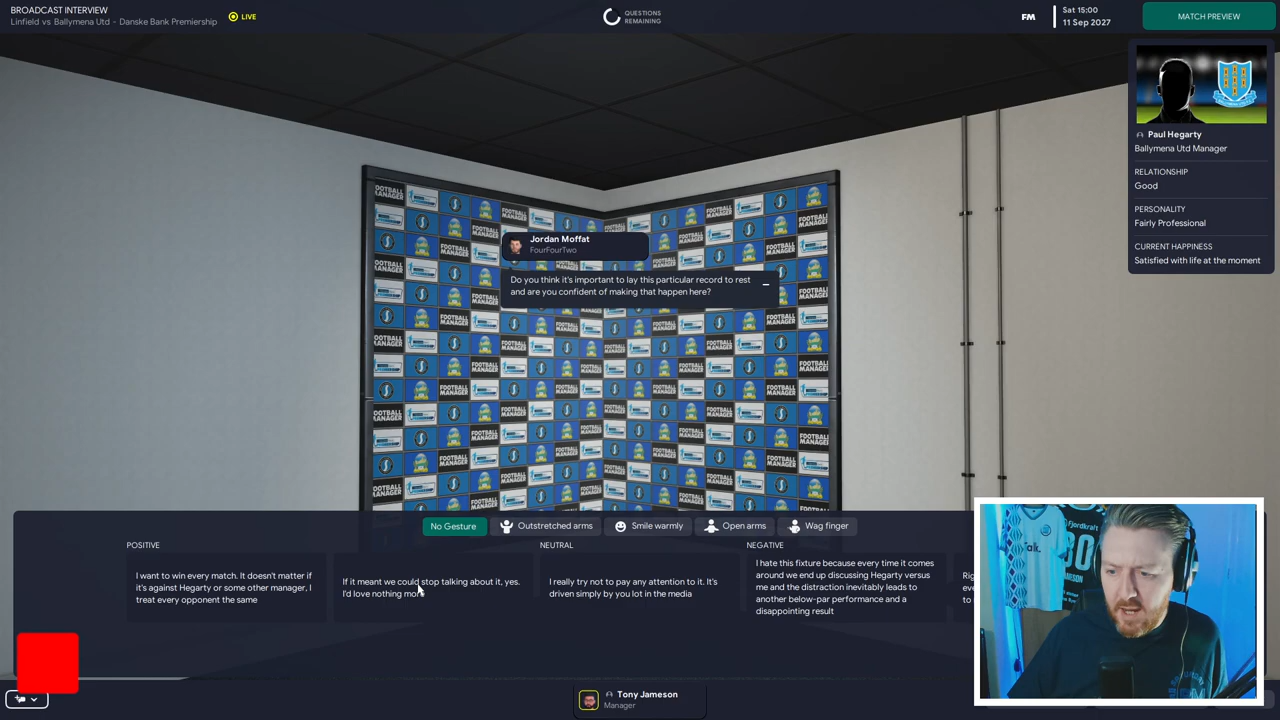 BROADCAST INTERVIEW
Linfield vs Ballymena Utd - Danske Bank Premiership
LIVE
QUESTIONS
REMAINING
FM
Sat 15:00
11 Sep 2027
MATCH PREVIEW
Paul Hegarty
Ballymena Utd Manager
RELATIONSHIP
Good
PERSONALITY
Fairly Professional
CURRENT HAPPINESS
Satisfied with life at the moment
Jordan Moffat
FourFourTwo
Do you think it's important to lay this particular record to rest
and are you confident of making that happen here?
FOOTBALL
MANAGER
No Gesture
Outstretched arms
Smile warmly
Open arms
Wag finger
POSITIVE
I want to win every match. It doesn't matter if
it's against Hegarty or some other manager, I
treat every opponent the same
If it meant we could stop talking about it, yes.
I'd love nothing more
NEUTRAL
I really try not to pay any attention to it. It's
driven simply by you lot in the media
NEGATIVE
I hate this fixture because every time it comes
around we end up discussing Hegarty versus
me and the distraction inevitably leads to
another below-par performance and a
disappointing result
Tony Jameson
Manager